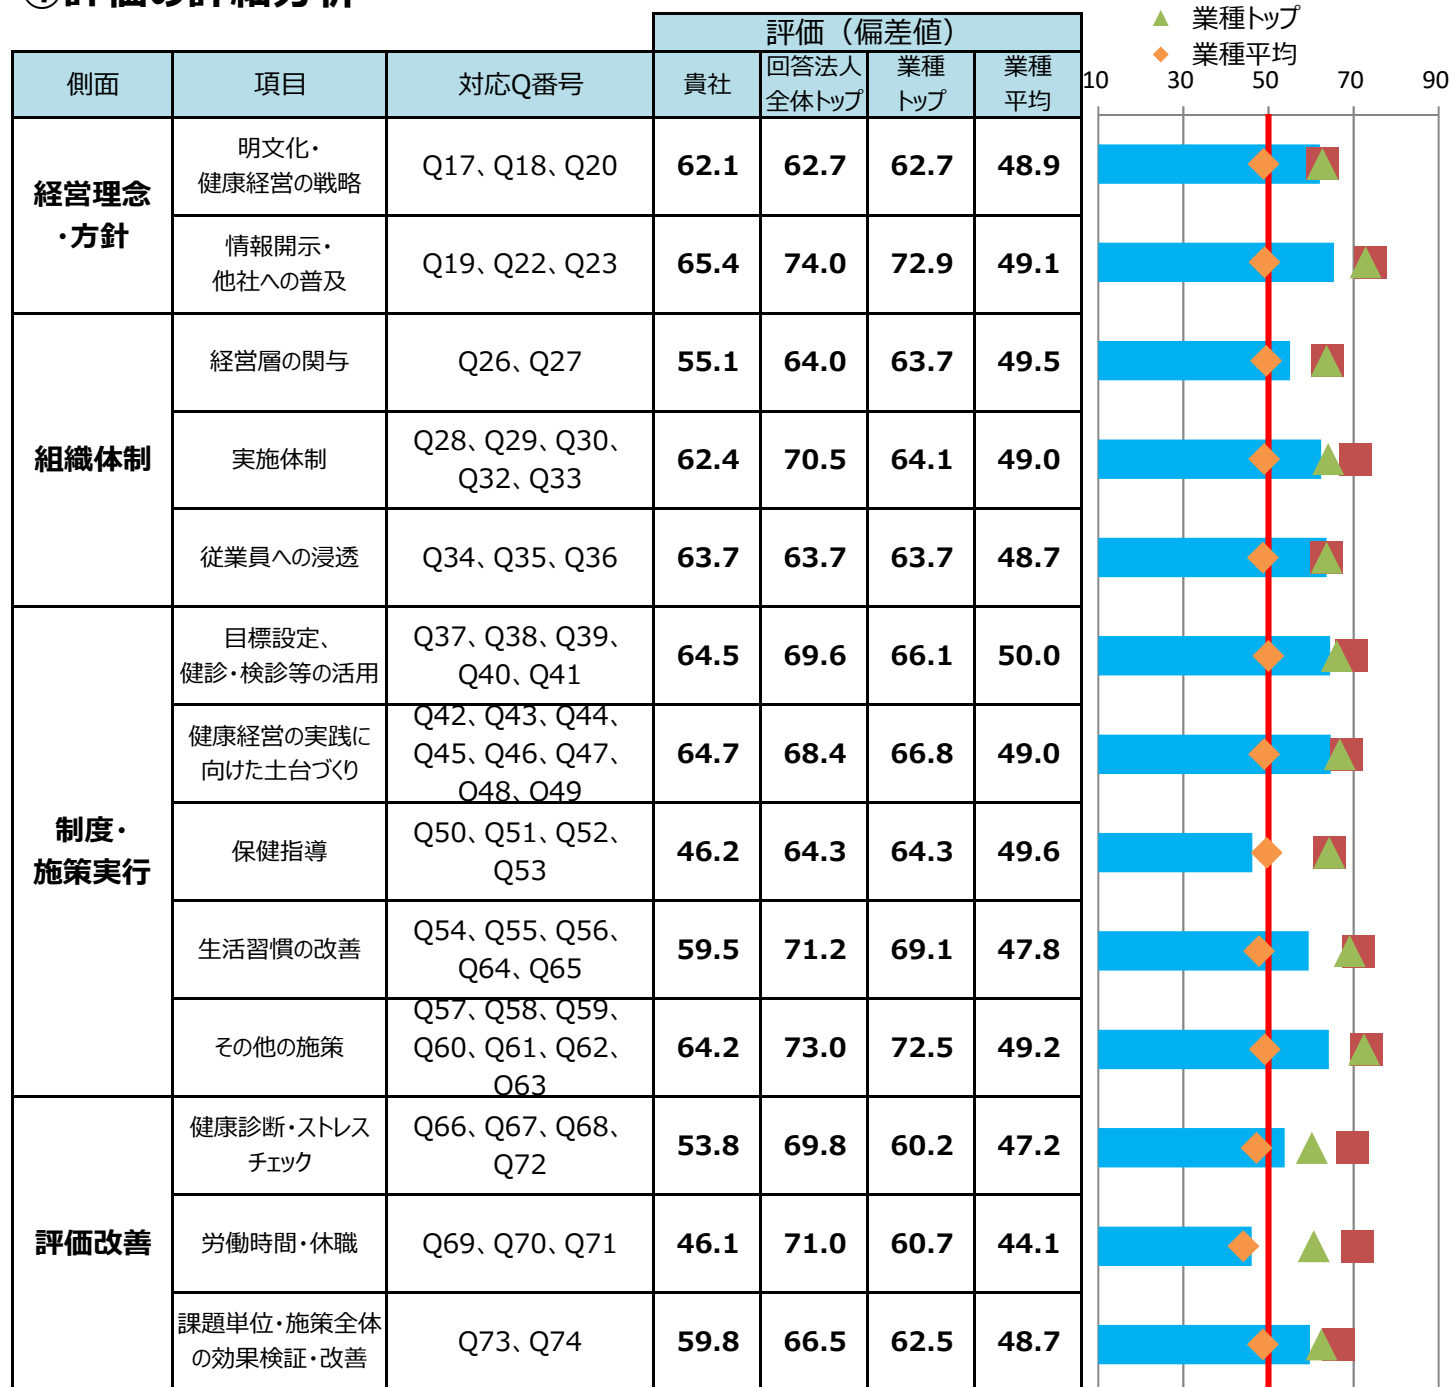 ①評価の詳細分析
業種トップ
業種平均
評価（偏差値）
側面 項目 対応Q番号 貴社 回答法人 業種 業種
全体トップ トップ 平均
10 30 50 70 90
経営理念
・方針
明文化・
健康経営の戦略
Q17、Q18、Q20 62.1 62.7 62.7 48.9
情報開示・
他社への普及
Q19、Q22、Q23 65.4 74.0 72.9 49.1
組織体制
経営層の関与 Q26、Q27 55.1 64.0 63.7 49.5
実施体制
Q28、Q29、Q30、
Q32、Q33
62.4 70.5 64.1 49.0
従業員への浸透 Q34、Q35、Q36 63.7 63.7 63.7 48.7
制度・
施策実行
目標設定、
健診・検診等の活用
Q37、Q38、Q39、
Q40、Q41
64.5 69.6 66.1 50.0
健康経営の実践に
向けた土台づくり
Q42、Q43、Q44、
Q45、Q46、Q47、
Q48、Q49
64.7 68.4 66.8 49.0
保健指導
Q50、Q51、Q52、
Q53
46.2 64.3 64.3 49.6
生活習慣の改善
Q54、Q55、Q56、
Q64、Q65
59.5 71.2 69.1 47.8
その他の施策
Q57、Q58、Q59、
Q60、Q61、Q62、
Q63
64.2 73.0 72.5 49.2
評価改善
健康診断・ストレス
チェック
Q66、Q67、Q68、
Q72
53.8 69.8 60.2 47.2
労働時間・休職 Q69、Q70、Q71 46.1 71.0 60.7 44.1
課題単位・施策全体
の効果検証・改善
Q73、Q74 59.8 66.5 62.5 48.7